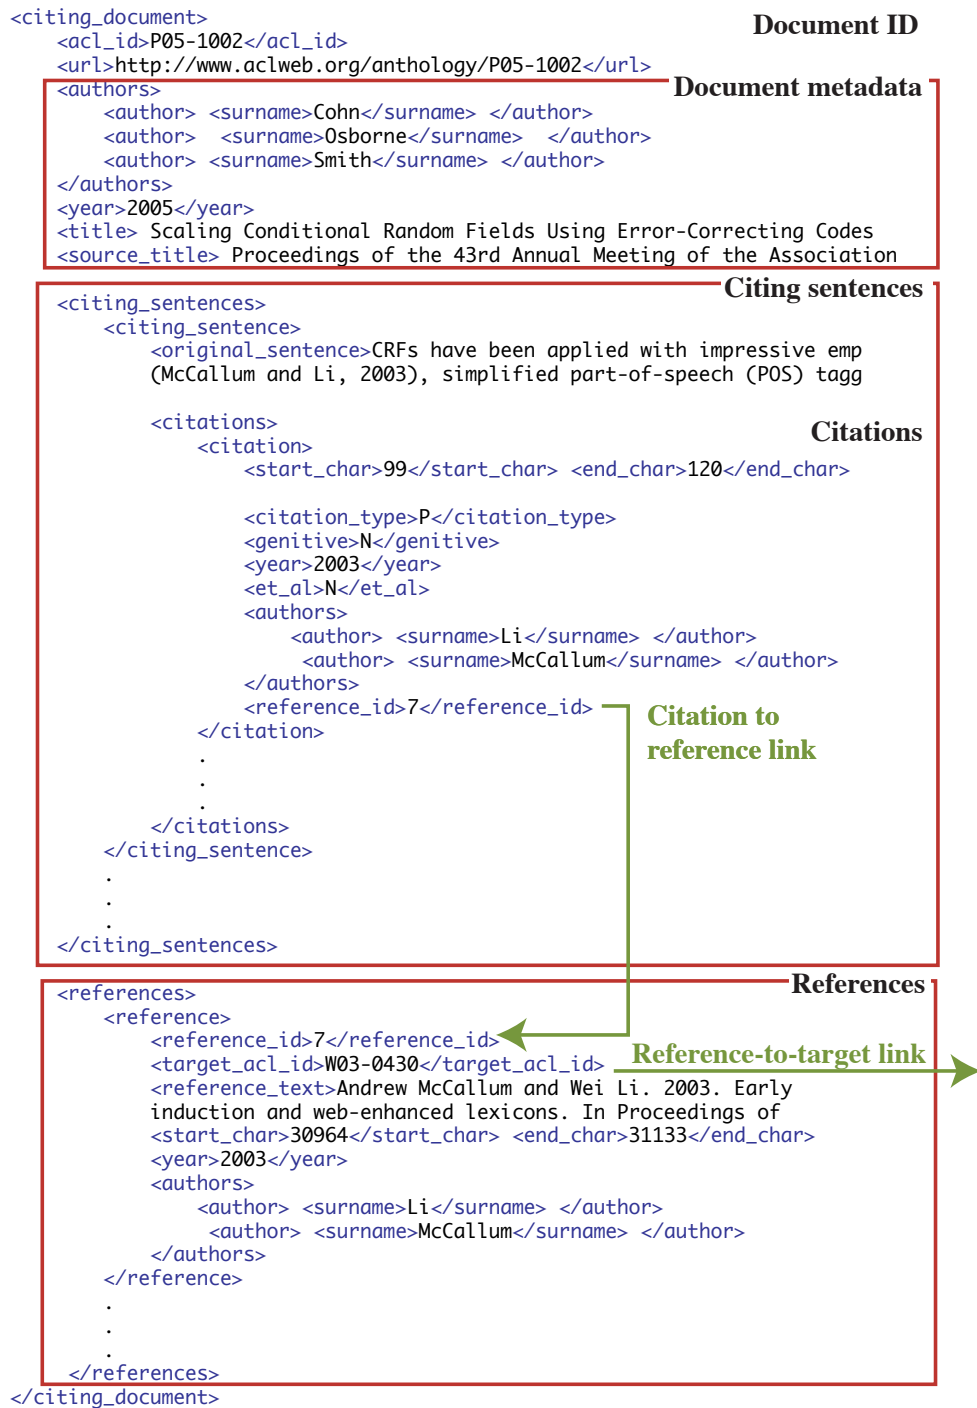 <citing_document>
Document ID
<acl_id>P05-1002</acl_id>
<url>http://www.aclweb.org/anthology/P05-1002</url>
Document metadata
<authors>
<author> <surname>Cohn</surname> </author>
<author>  <surname>Osborne</surname>  </author>
<author> <surname>Smith</surname> </author>
</authors>
<year>2005</year>
<title> Scaling Conditional Random Fields Using Error-Correcting Codes
<source_title> Proceedings of the 43rd Annual Meeting of the Association
Citing sentences
<citing_sentences>
<citing_sentence>
<original_sentence>CRFs have been applied with impressive emp
(McCallum and Li, 2003), simplified part-of-speech (POS) tagg
<citations>
Citations
<citation>
<start_char>99</start_char> <end_char>120</end_char>
<citation_type>P</citation_type>
<genitive>N</genitive>
<year>2003</year>
<et_al>N</et_al>
<authors>
<author> <surname>Li</surname> </author>
<author> <surname>McCallum</surname> </author>
</authors>
<reference_id>7</reference_id>
Citation to
reference link
</citation>
.
.
.
</citations>
</citing_sentence>
.
.
.
</citing_sentences>
References
<references>
<reference>
<reference_id>7</reference_id>
<target_acl_id>W03-0430</target_acl_id>
Reference-to-target link
<reference_text>Andrew McCallum and Wei Li. 2003. Early
induction and web-enhanced lexicons. In Proceedings of
<start_char>30964</start_char> <end_char>31133</end_char>
<year>2003</year>
<authors>
<author> <surname>Li</surname> </author>
<author> <surname>McCallum</surname> </author>
</authors>
</reference>
.
.
.
</references>
</citing_document>